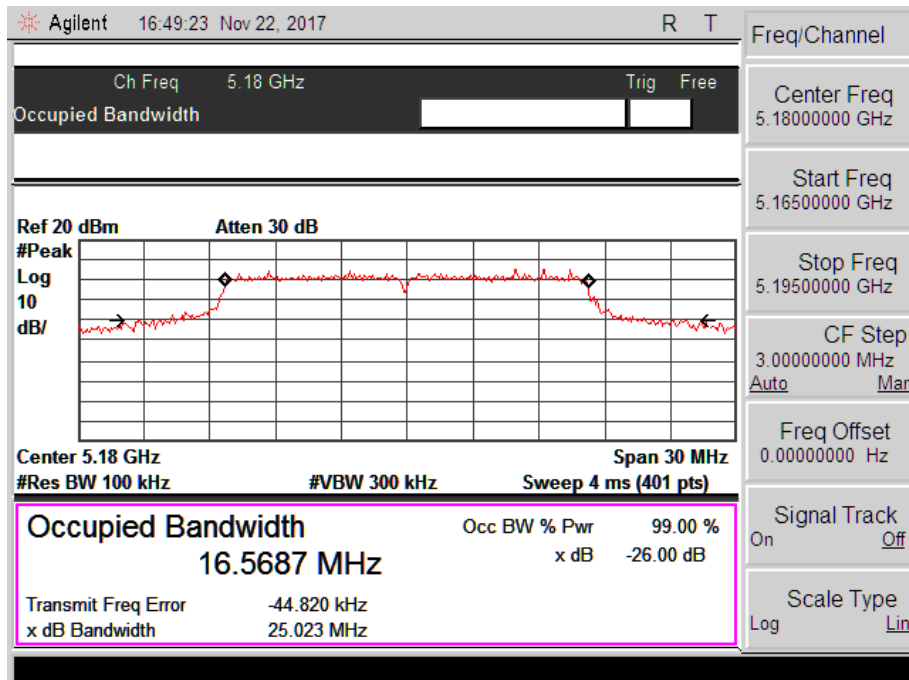 Agilent 16:49:23 Nov 22, 2017 R T
Ch Freq 5.18 GHz Trig Free
Occupied Bandwidth
Ref 20 dBm Atten 30 dB
#Peak
Log
10
dB/
Center 5.18 GHz Span 30 MHz
#Res BW 100 kHz #VBW 300 kHz Sweep 4 ms (401 pts)
Occupied Bandwidth Occ BW % Pwr 99.00 %
16.5687 MHz x dB -26.00 dB
Transmit Freq Error -44.820 kHz
x dB Bandwidth 25.023 MHz
Freq/Channel
Center Freq
5.18000000 GHz
Start Freq
5.16500000 GHz
Stop Freq
5.19500000 GHz
CF Step
3.00000000 MHz
Auto Man
Freq Offset
0.00000000 Hz
Signal Track
On Off
Scale Type
Log Lin